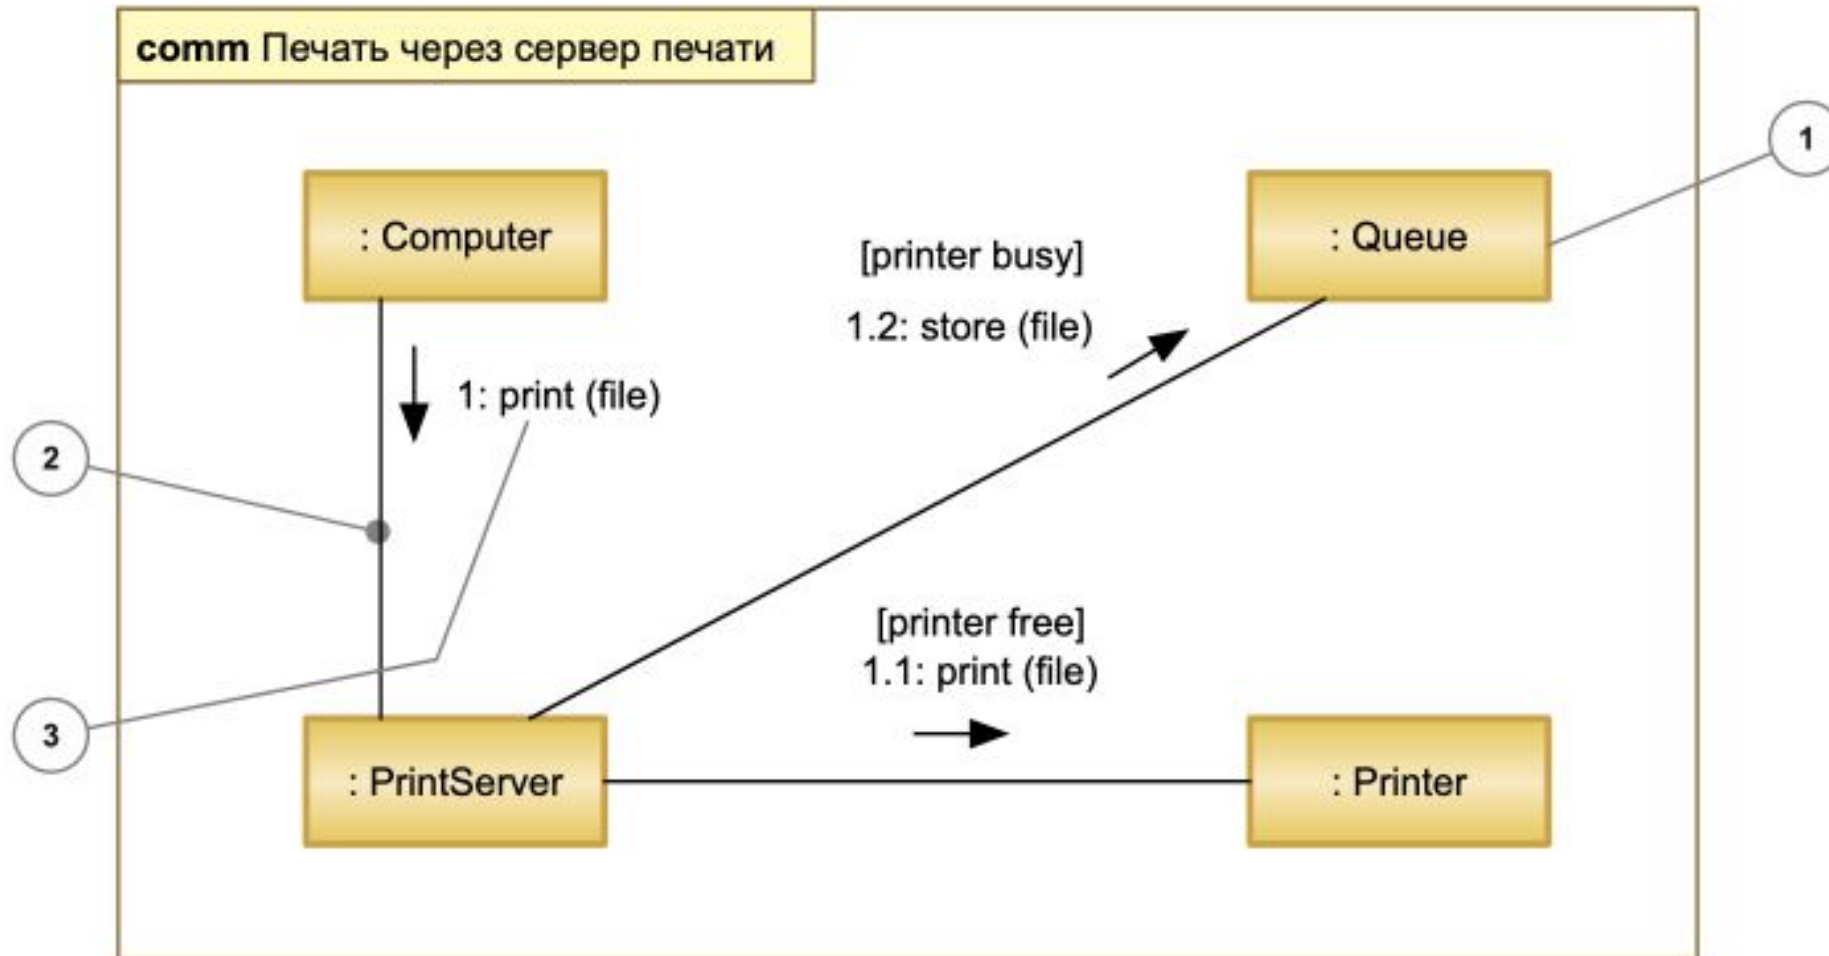 comm Печать через сервер печати
1
: Computer
: Queue
[printer busy]
1.2: store (file)
1: print (file)
2
[printer free]
1.1: print (file)
3
: PrintServer
: Printer